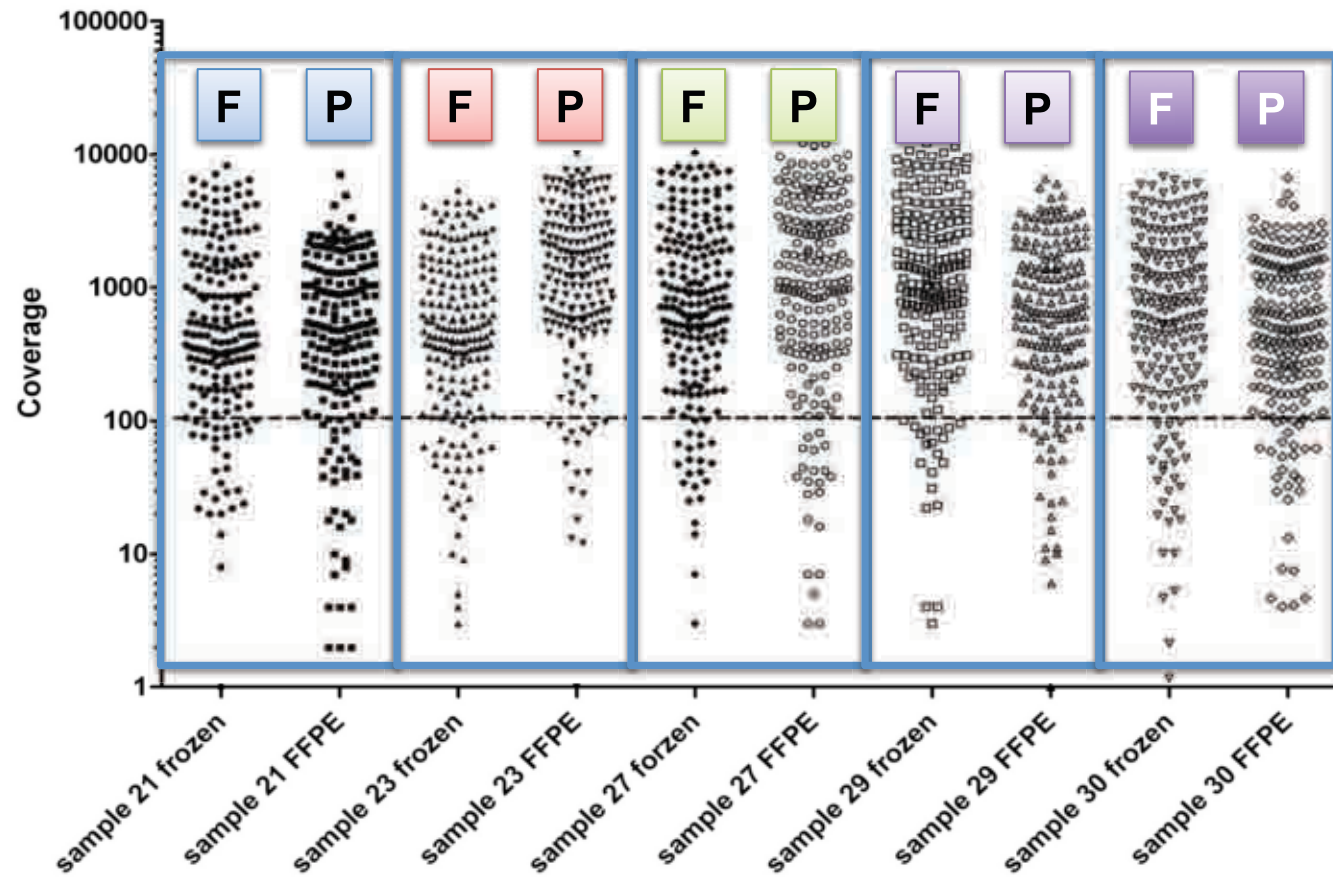 100000
10000
1000
100
10
1
Coverage
F P F P F P F P F P
sample 21 frozen
sample 21 FFPE
sample 23 frozen
sample 23 FFPE
sample 27 forzen
sample 27 FFPE
sample 29 frozen
sample 29 FFPE
sample 30 frozen
sample 30 FFPE